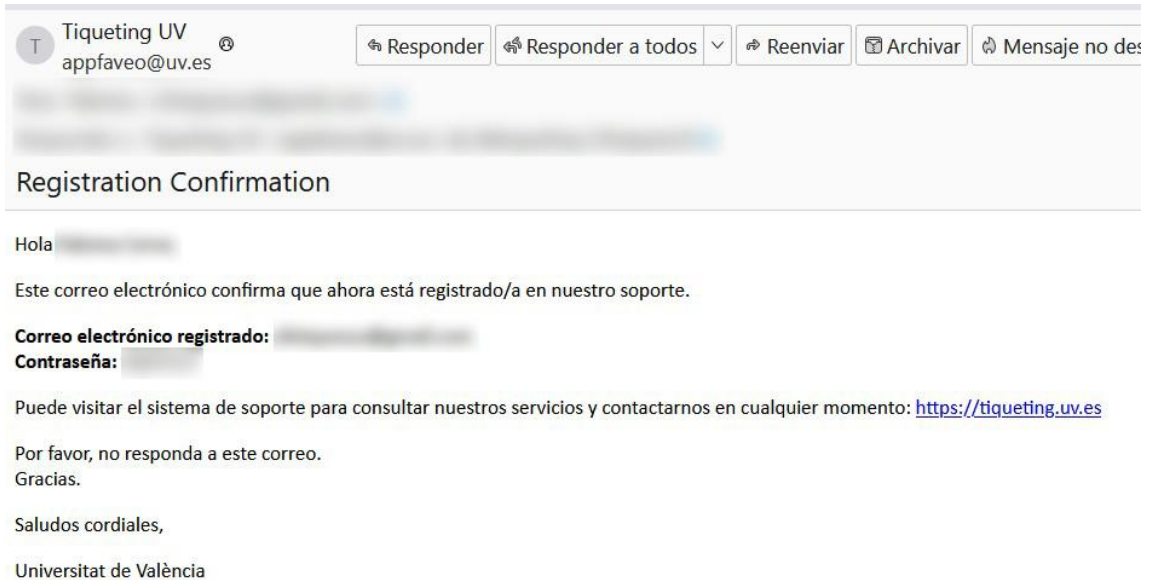 T
Tiqueting UV
appfaveo@uv.es
Responder
Responder a todos
Reenviar
Archivar
Mensaje no des
Registration Confirmation
Hola
Este correo electrónico confirma que ahora está registrado/a en nuestro soporte.
Correo electrónico registrado:
Contraseña:
Puede visitar el sistema de soporte para consultar nuestros servicios y contactarnos en cualquier momento: https://tiqueting.uv.es
Por favor, no responda a este correo.
Gracias.
Saludos cordiales,
Universitat de València